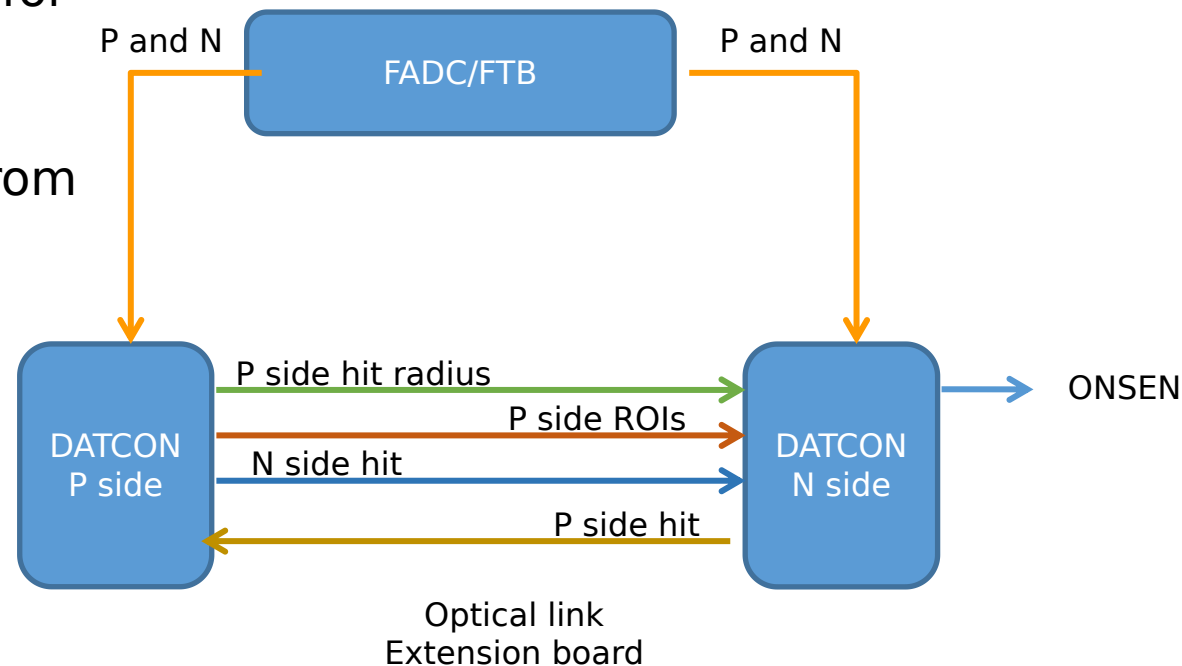 P and N
FADC/FTB
P and N
rom
P side hit radius
P side ROIs
N side hit
P side hit
DATCON
P side
DATCON
N side
ONSEN
Optical link
Extension board